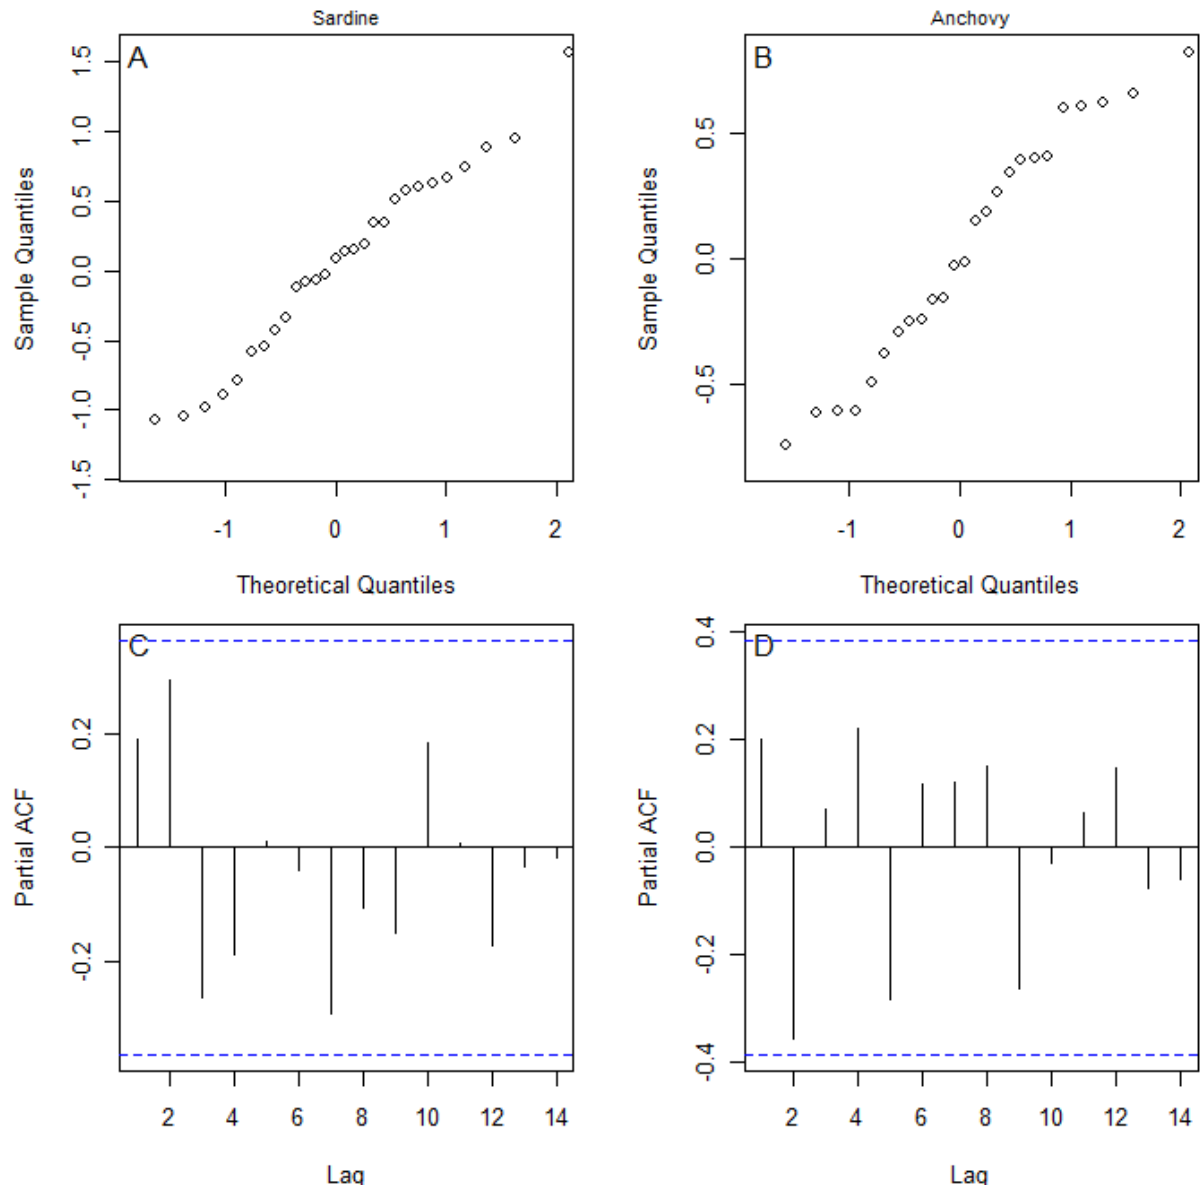 Sardine
A
Sample Quantiles
1.5
1.0
0.5
0.0
-0.5
-1.0
-1.5
-1 0 1 2
Theoretical Quantiles
Anchovy
B
Sample Quantiles
0.5
0.0
-0.5
-1 0 1 2
Theoretical Quantiles
C
Partial ACF
0.2
0.0
-0.2
2 4 6 8 10 12 14
Lag
D
Partial ACF
0.4
0.2
0.0
-0.2
-0.4
2 4 6 8 10 12 14
Lag